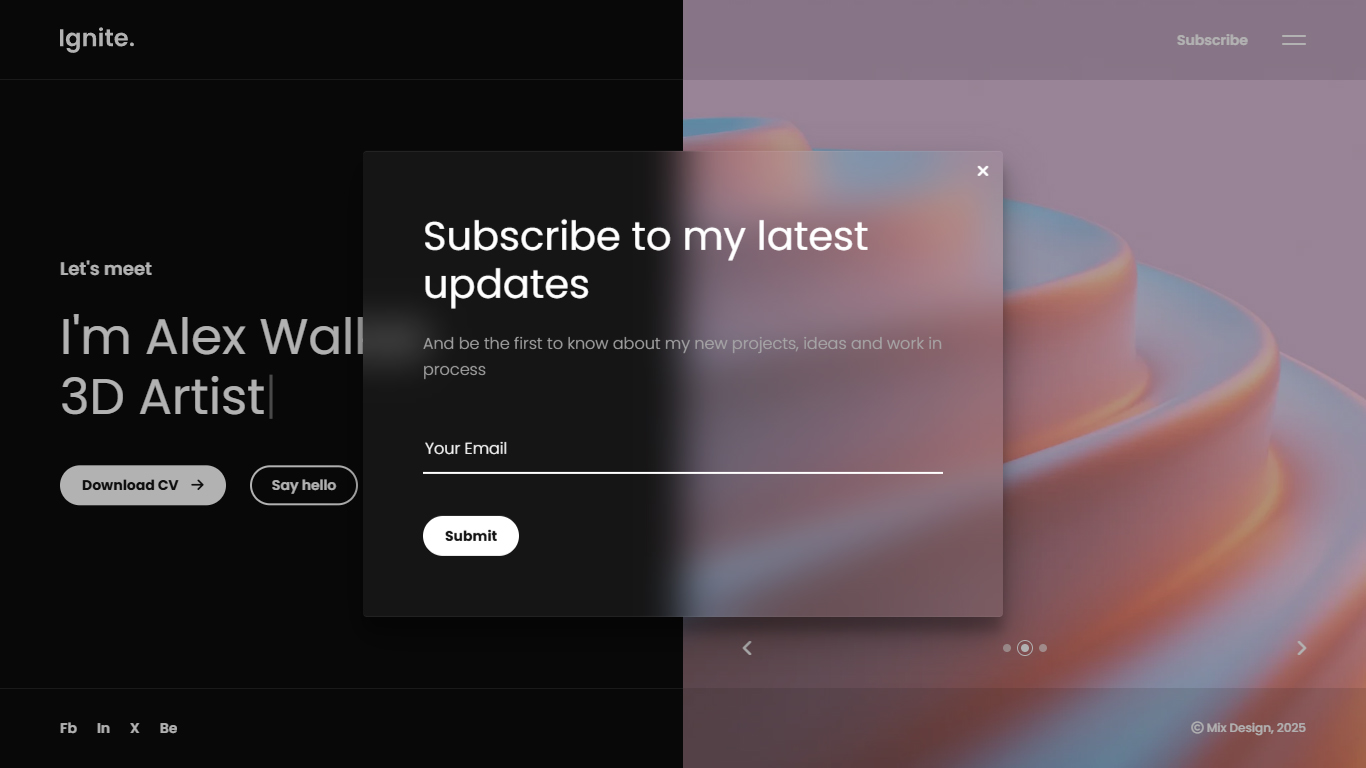 Ignite.
Subscribe
Let's meet
I'm Alex Wal
3D Artist
Download CV
Say hello
Subscribe to my latest
updates
And be the first to know about my new projects, ideas and work in
process
Your Email
Submit
Fb In X Be
© Mix Design, 2025